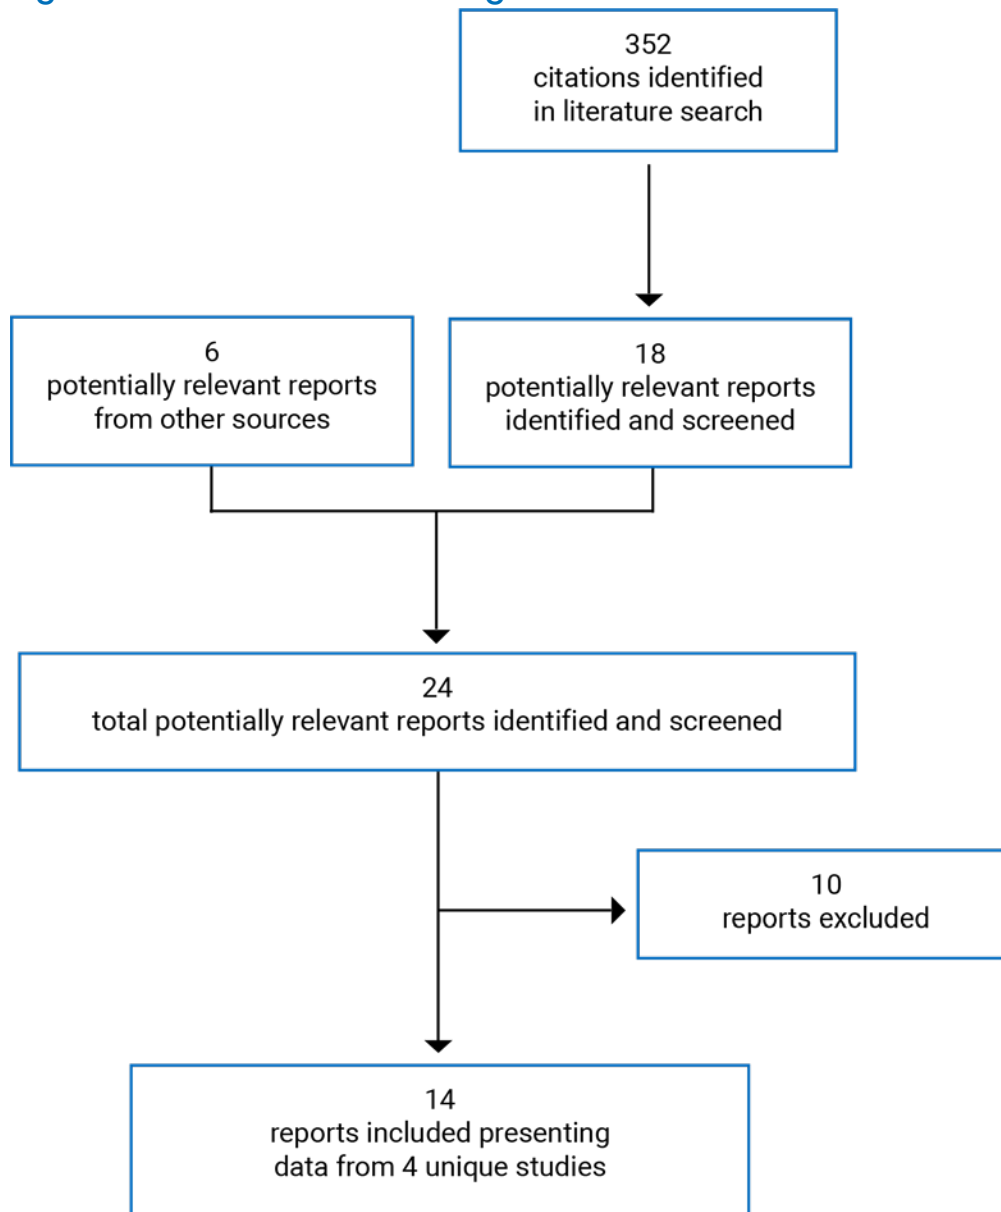 352
citations identified
in literature search
6
potentially relevant reports
from other sources
18
potentially relevant reports
identified and screened
24
total potentially relevant reports identified and screened
10
reports excluded
14
reports included presenting
data from 4 unique studies